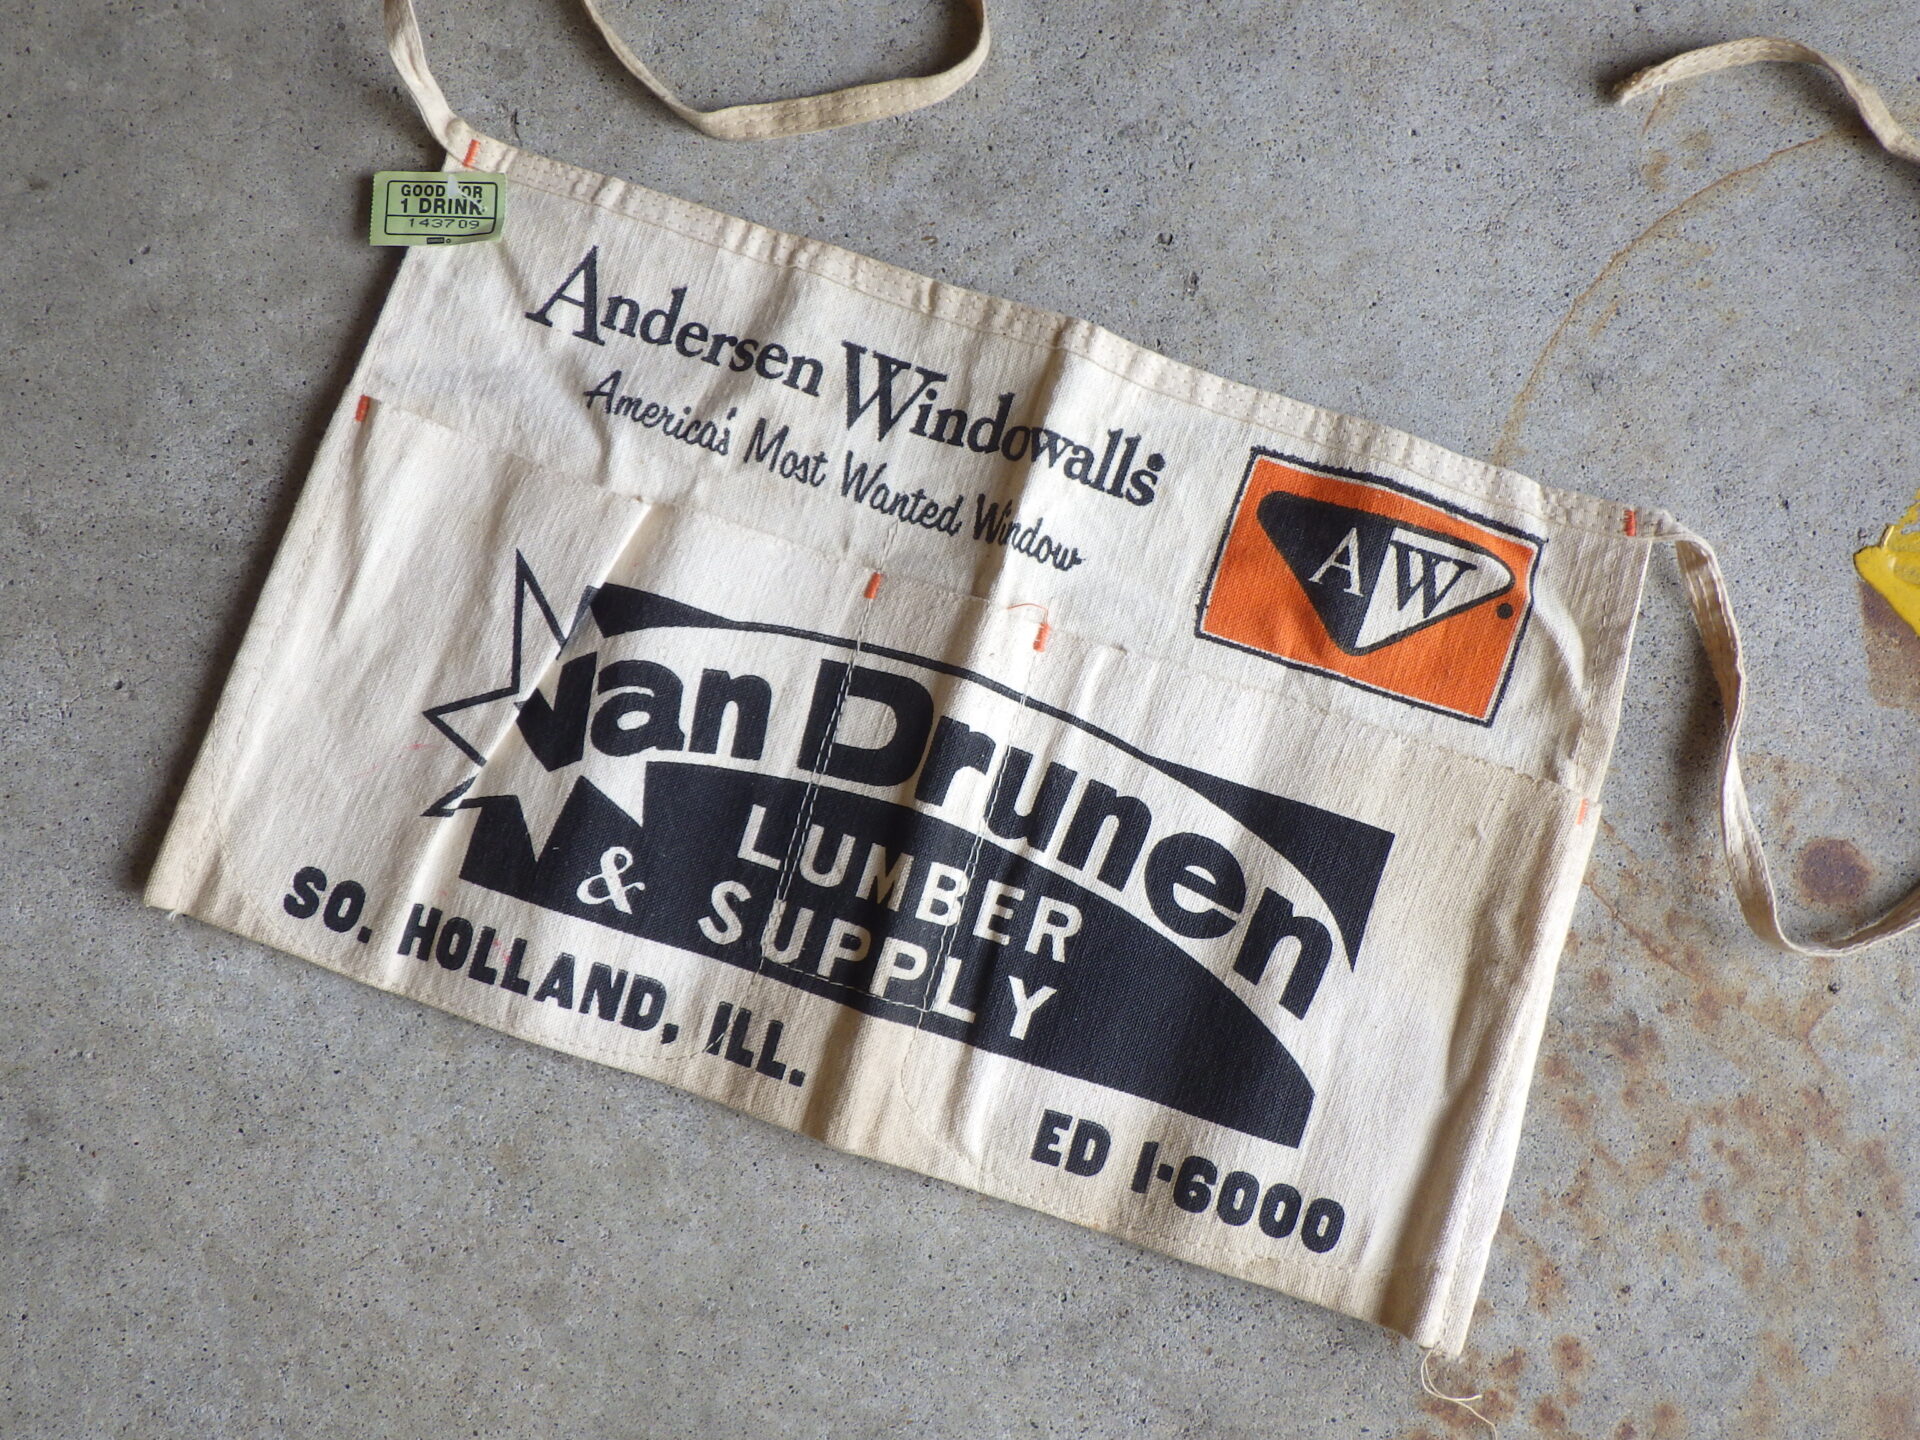 GOOD FOR
1 DRINK
143709
Andersen Windowalls
America's Most Wanted Window
AW
Van Drunen
LUMBER
& SUPPLY
SO. HOLLAND, ILL.
ED 1-6000